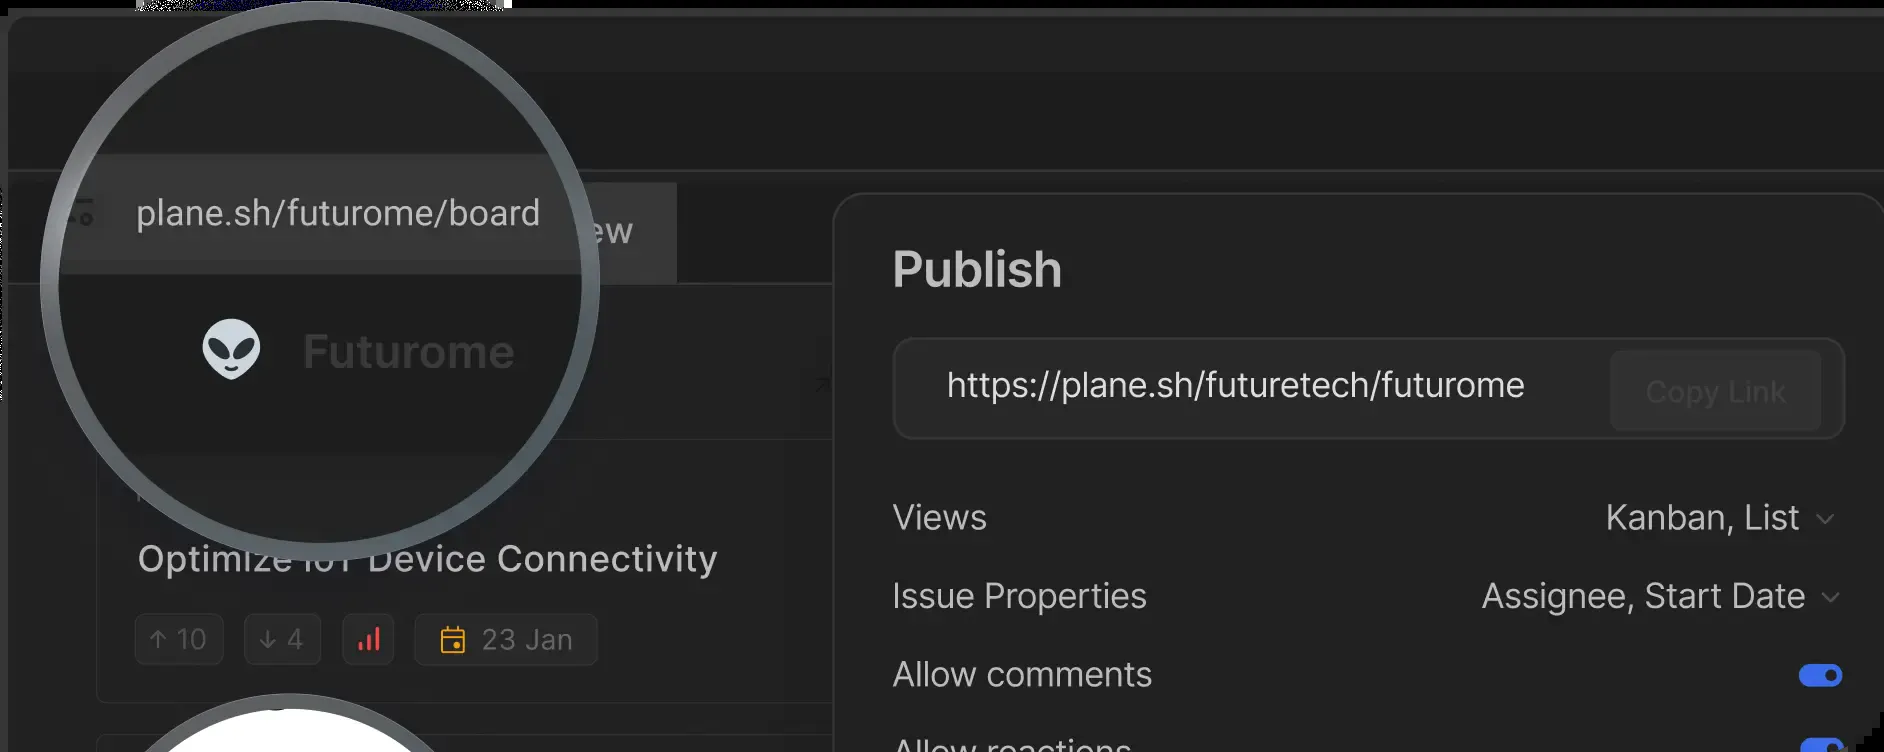 plane.sh/futurome/board
ew
Futurome
Optimize IoT Device Connectivity
↑ 10
↓ 4
23 Jan
Publish
https://plane.sh/futuretech/futurome
Copy Link
Views
Kanban, List
Issue Properties
Assignee, Start Date
Allow comments
Allow reactions